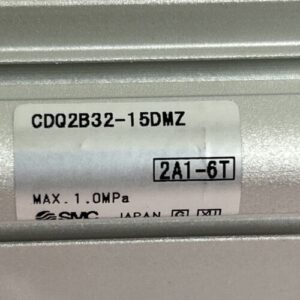 CDQ2B32-15DMZ
2A1-6T
MAX.1.0MPa
SMC JAPAN